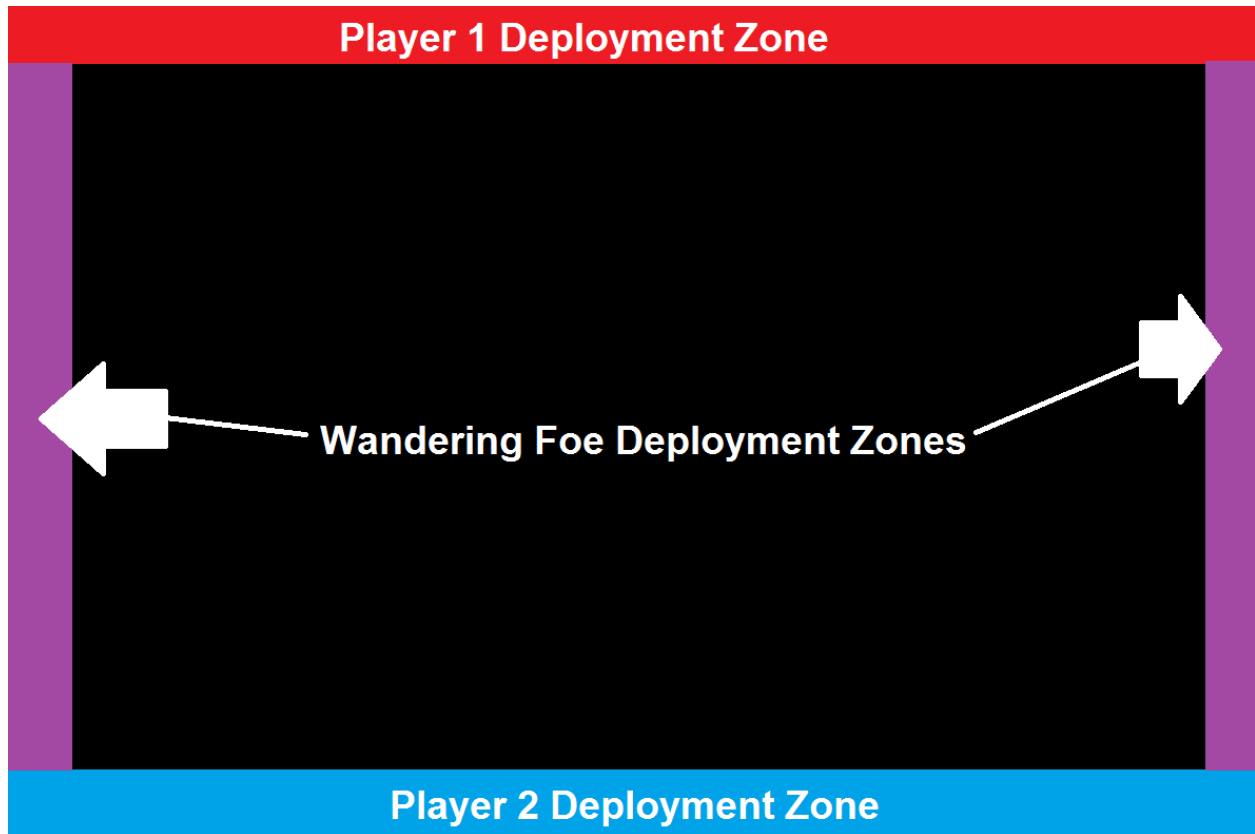 Player 1 Deployment Zone
Wandering Foe Deployment Zones
Player 2 Deployment Zone